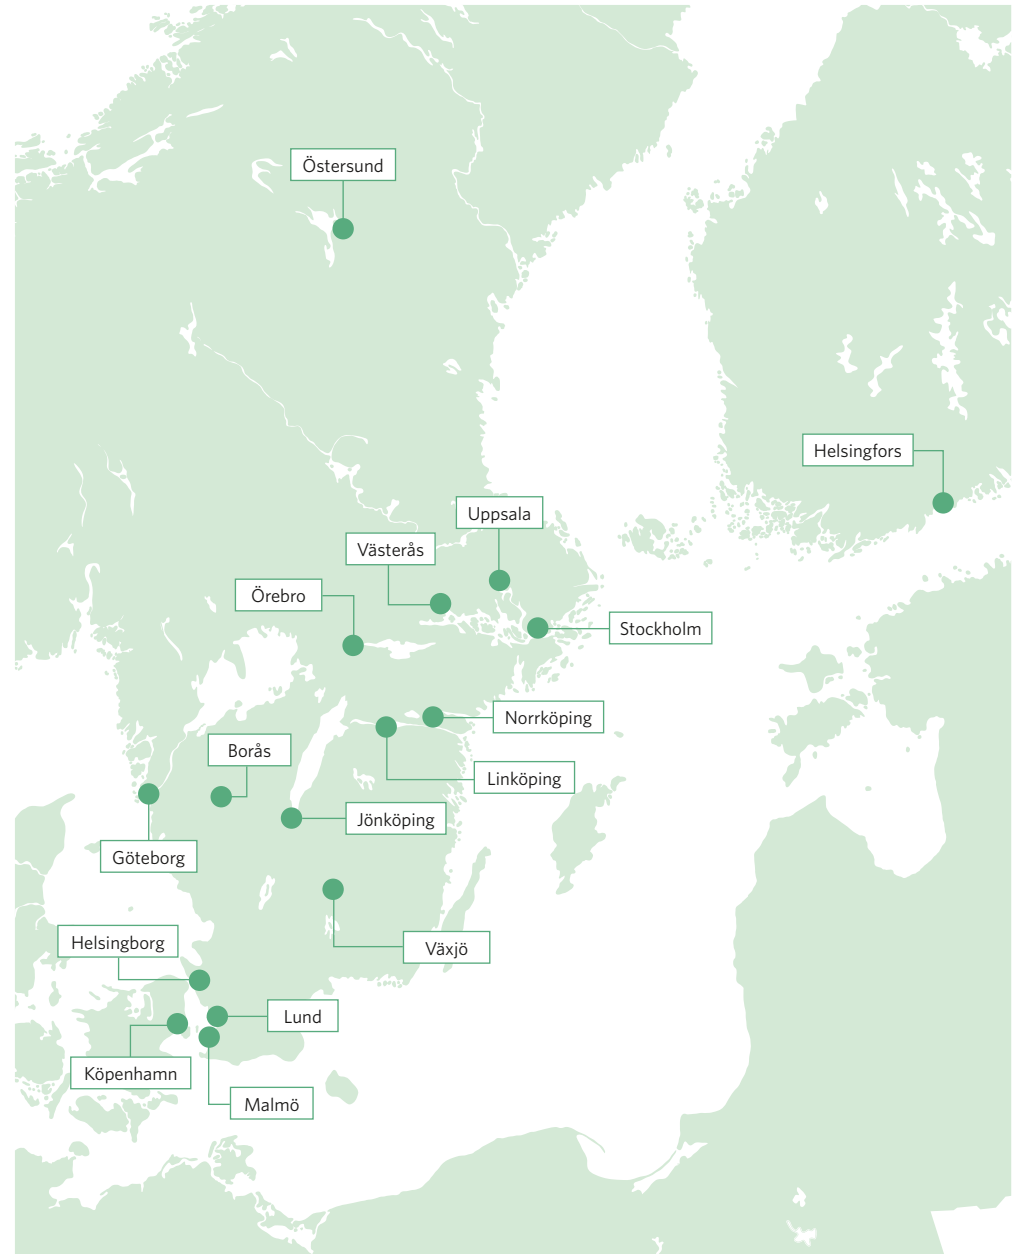 Östersund
Helsingfors
Uppsala
Västerås
Örebro
Stockholm
Norrköping
Borås
Linköping
Jönköping
Göteborg
Helsingborg
Växjö
Lund
Köpenhamn
Malmö